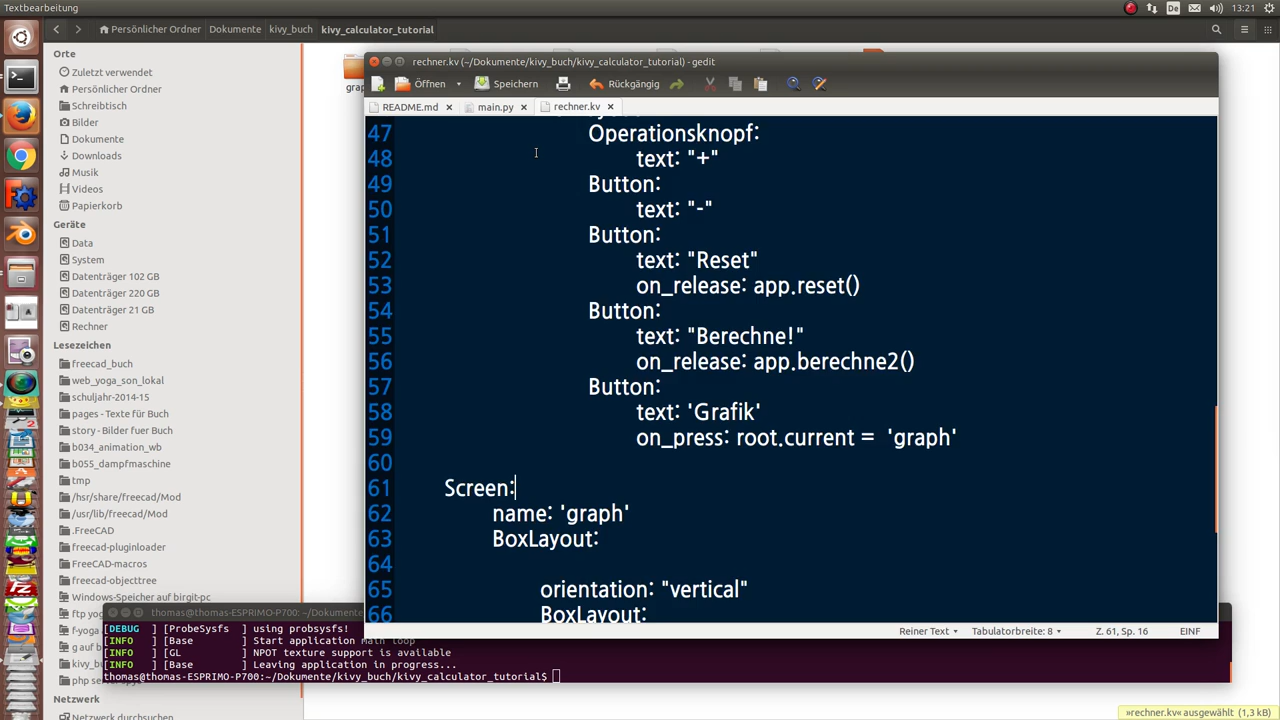 Textbearbeitung
De
13:21
Persönlicher Ordner
Dokumente
kivy_buch
kivy_calculator_tutorial
Orte
Zuletzt verwendet
Persönlicher Ordner
Schreibtisch
Bilder
Dokumente
Downloads
Musik
Videos
Papierkorb
Geräte
Data
System
Datenträger 102 GB
Datenträger 220 GB
Datenträger 21 GB
Rechner
Lesezeichen
freecad_buch
web_yoga_son_lokal
schuljahr-2014-15
pages - Texte für Buch
story - Bilder fuer Buch
b034_animation_wb
b055_dampfmaschine
tmp
/hsr/share/freecad/Mod
/usr/lib/freecad/Mod
.FreeCAD
freecad-pluginloader
FreeCAD-macros
freecad-objecttree
Windows-Speicher auf birgit-pc
Netzwerk
Netzwerk durchsuchen
rechner.kv (~/Dokumente/kivy_buch/kivy_calculator_tutorial) - gedit
Öffnen
Speichern
Rückgängig
README.md
main.py
rechner.kv
47 Operationsknopf:
48 text: "+"
49 Button:
50 text: "-"
51 Button:
52 text: "Reset"
53 on_release: app.reset()
54 Button:
55 text: "Berechne!"
56 on_release: app.berechne2()
57 Button:
58 text: 'Grafik'
59 on_press: root.current = 'graph'
60
61 Screen:
62 name: 'graph'
63 BoxLayout:
64
65 orientation: "vertical"
66 BoxLayout:
Reiner Text
Tabulatorbreite: 8
Z. 61, Sp. 16
EINF
thomas@thomas-ESPRIMO-P700: ~/Dokumente
[DEBUG ] [ProbeSysfs ] using probsysfs!
[INFO ] [Base ] Start application main loop
[INFO ] [GL ] NPOT texture support is available
[INFO ] [Base ] Leaving application in progress...
thomas@thomas-ESPRIMO-P700:~/Dokumente/kivy_buch/kivy_calculator_tutorial$
»rechner.kv« ausgewählt (1,3 kB)